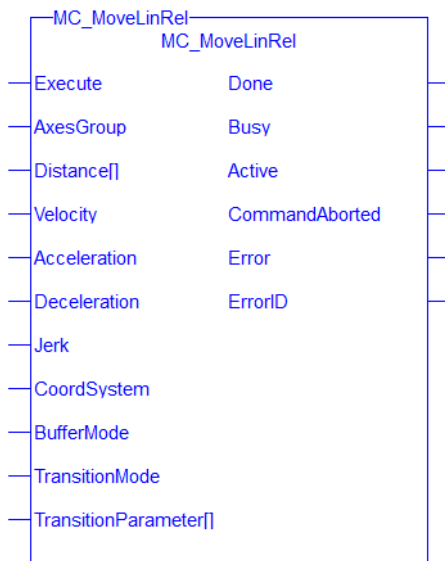 MC_MoveLinRel
MC_MoveLinRel
Execute Done
AxesGroup Busy
Distance[] Active
Velocity CommandAborted
Acceleration Error
Deceleration ErrorID
Jerk
CoordSystem
BufferMode
TransitionMode
TransitionParameter[]